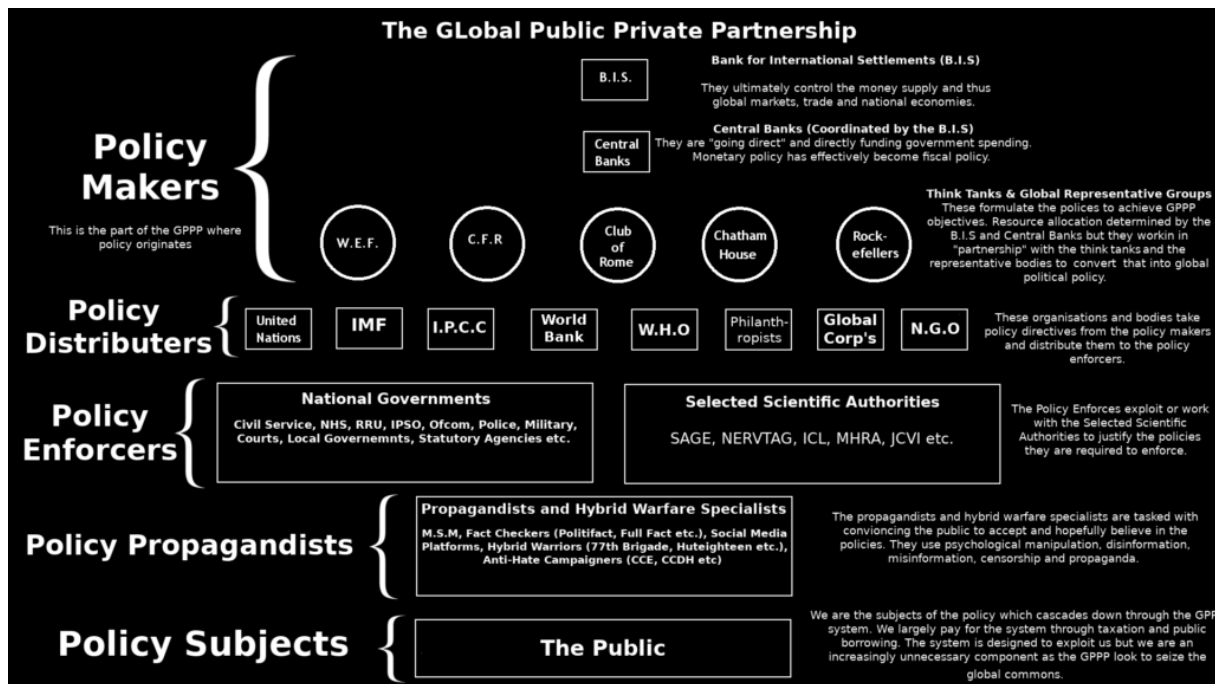 The GLobal Public Private Partnership
Policy
Makers
This is the part of the GPPP where
policy originates
B.I.S.
Bank for International Settlements (B.I.S)
They ultimately control the money supply and thus
global markets, trade and national economies.
Central
Banks
Central Banks (Coordinated by the B.I.S)
They are "going direct" and directly funding government spending.
Monetary policy has effectively become fiscal policy.
W.E.F.
C.F.R
Club
of
Rome
Chatham
House
Rock-
efellers
Think Tanks & Global Representative Groups
These formulate the polices to achieve GPPP
objectives. Resource allocation determined by the
B.I.S and Central Banks but they workin in
"partnership" with the think tanks and the
representative bodies to convert that into global
political policy.
Policy
Distributers
United
Nations
IMF
I.P.C.C
World
Bank
W.H.O
Philanth-
ropists
Global
Corp's
N.G.O
These organisations and bodies take
policy directives from the policy makers
and distribute them to the policy
enforcers.
Policy
Enforcers
National Governments
Civil Service, NHS, RRU, IPSO, Ofcom, Police, Military,
Courts, Local Governemnts, Statutory Agencies etc.
Selected Scientific Authorities
SAGE, NERVTAG, ICL, MHRA, JCVI etc.
The Policy Enforces exploit or work
with the Selected Scientific
Authorities to justify the policies
they are required to enforce.
Policy Propagandists
Propagandists and Hybrid Warfare Specialists
M.S.M, Fact Checkers (Politifact, Full Fact etc.), Social Media
Platforms, Hybrid Warriors (77th Brigade, Huteighteen etc.),
Anti-Hate Campaigners (CCE, CCDH etc)
The propagandists and hybrid warfare specialists are tasked with
convioncing the public to accept and hopefully believe in the
policies. They use psychological manipulation, disinformation,
misinformation, censorship and propaganda.
Policy Subjects
The Public
We are the subjects of the policy which cascades down through the GPP
system. We largely pay for the system through taxation and public
borrowing. The system is designed to exploit us but we are an
increasingly unnecessary component as the GPPP look to seize the
global commons.